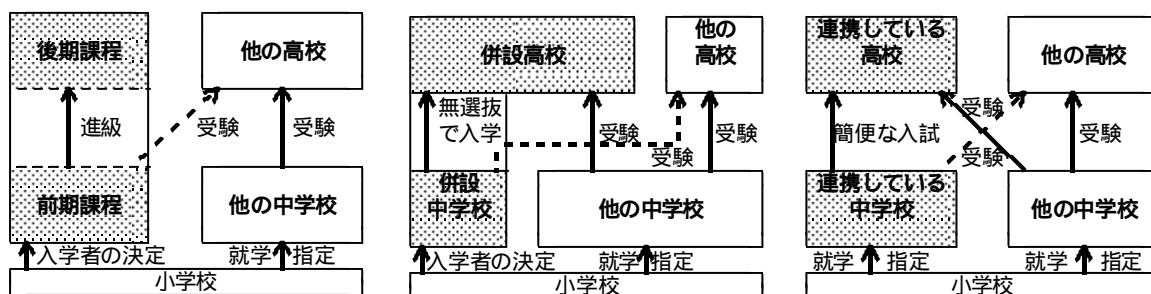 後期課程
他の高校
進級
受験
受験
前期課程
他の中学校
入学者の決定
就学
指定
小学校
併設高校
他の
高校
無選抜
で入学
受験
受験
受験
併設
中学校
他の中学校
入学者の決定
就学
指定
小学校
連携している
高校
他の高校
簡便な入試
受験
受験
受験
連携している
中学校
他の中学校
就学
指定
就学
指定
小学校